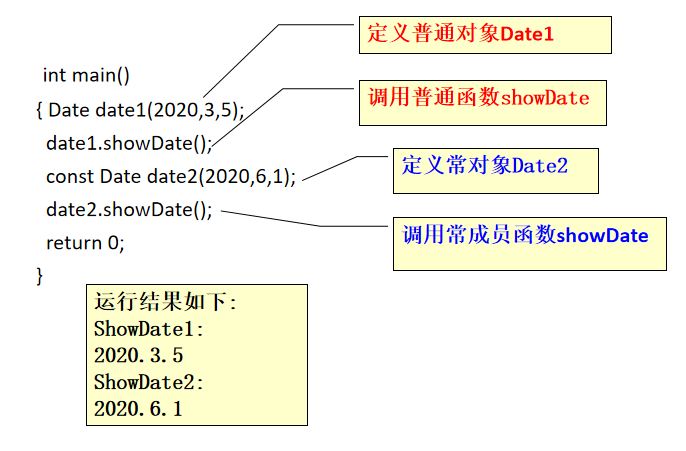 定义普通对象Date1
int main()
{ Date date1(2020,3,5);
调用普通函数showDate
date1.showDate();
const Date date2(2020,6,1);
定义常对象Date2
date2.showDate();
调用常成员函数showDate
return 0;
}
运行结果如下:
ShowDate1:
2020.3.5
ShowDate2:
2020.6.1